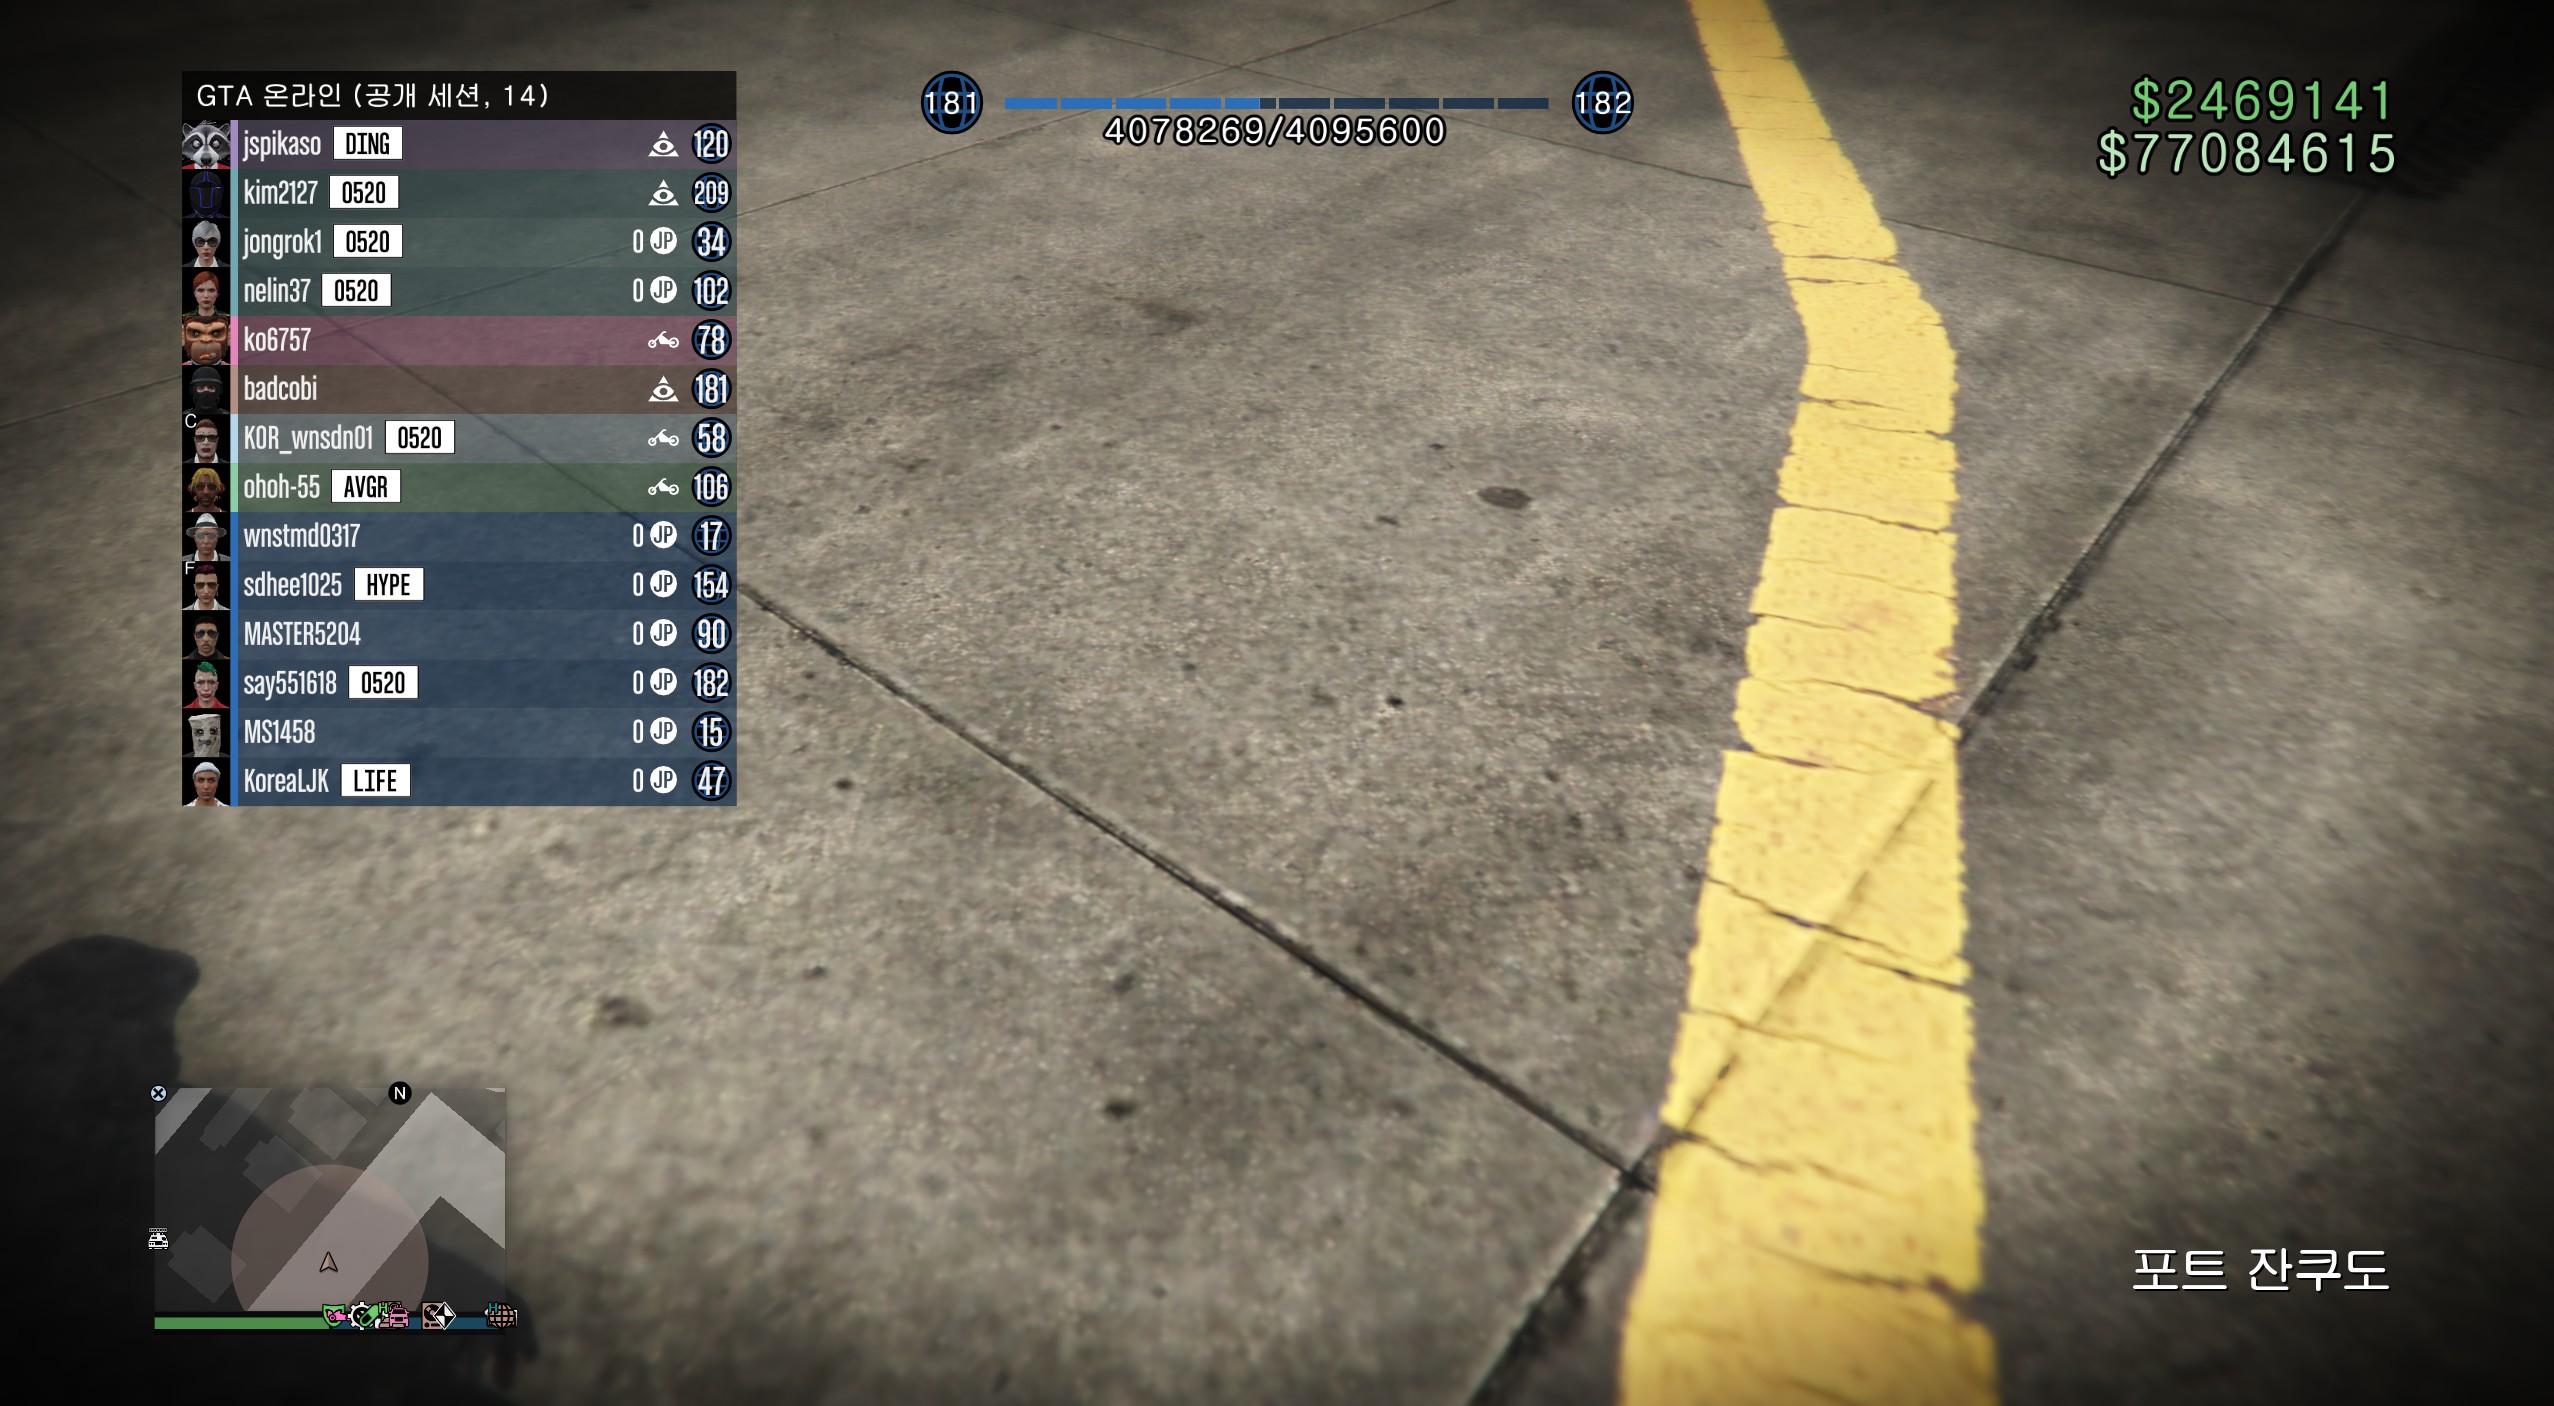 GTA 온라인 (공개 세션, 14)
jspikaso DING 120
kim2127 0520 209
jongrok1 0520 0 JP 34
nelin37 0520 0 JP 102
ko6757 78
badcobi 181
C KOR_wnsdn01 0520 58
ohoh-55 AVGR 106
wnstmd0317 0 JP 17
sdhee1025 HYPE 0 JP 154
MASTER5204 0 JP 90
say551618 0520 0 JP 182
MS1458 0 JP 15
KoreaLJK LIFE 0 JP 47
181 182
4078269/4095600
$2469141
$77084615
N
포트 잔쿠도